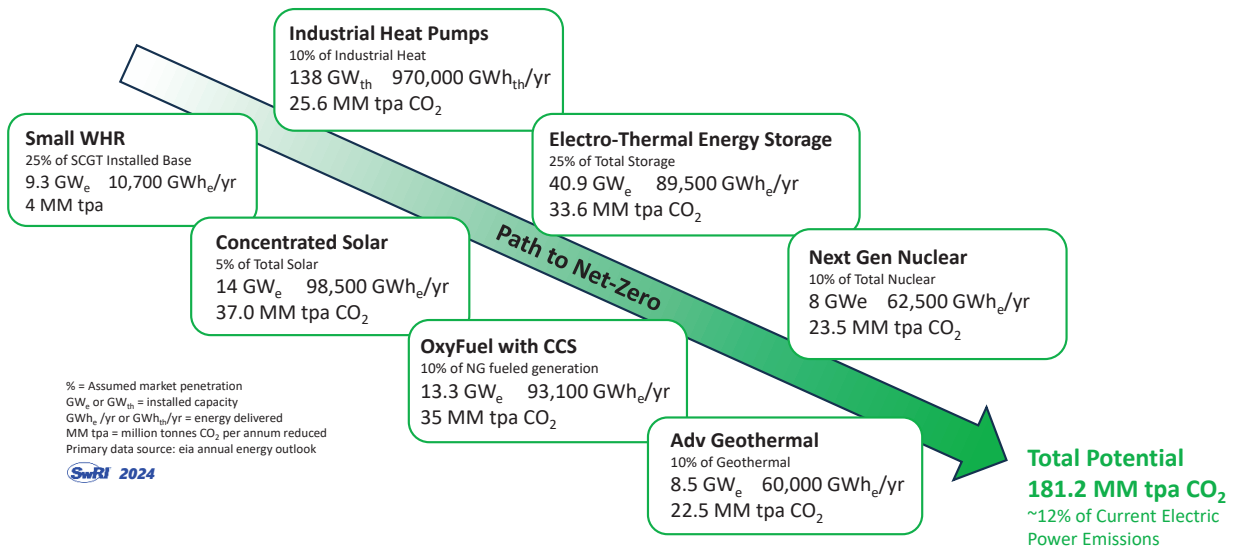 Industrial Heat Pumps
10% of Industrial Heat
138 GWth 970,000 GWhth/yr
25.6 MM tpa CO2
Small WHR
25% of SCGT Installed Base
9.3 GWe 10,700 GWhe/yr
4 MM tpa
Electro-Thermal Energy Storage
25% of Total Storage
40.9 GWe 89,500 GWhe/yr
33.6 MM tpa CO2
Concentrated Solar
5% of Total Solar
14 GWe 98,500 GWhe/yr
37.0 MM tpa CO2
Path to Net-Zero
Next Gen Nuclear
10% of Total Nuclear
8 GWe 62,500 GWhe/yr
23.5 MM tpa CO2
OxyFuel with CCS
10% of NG fueled generation
13.3 GWe 93,100 GWhe/yr
35 MM tpa CO2
Adv Geothermal
10% of Geothermal
8.5 GWe 60,000 GWhe/yr
22.5 MM tpa CO2
% = Assumed market penetration
GWe or GWth = installed capacity
GWhe /yr or GWhth/yr = energy delivered
MM tpa = million tonnes CO2 per annum reduced
Primary data source: eia annual energy outlook
SwRI 2024
Total Potential
181.2 MM tpa CO2
~12% of Current Electric
Power Emissions